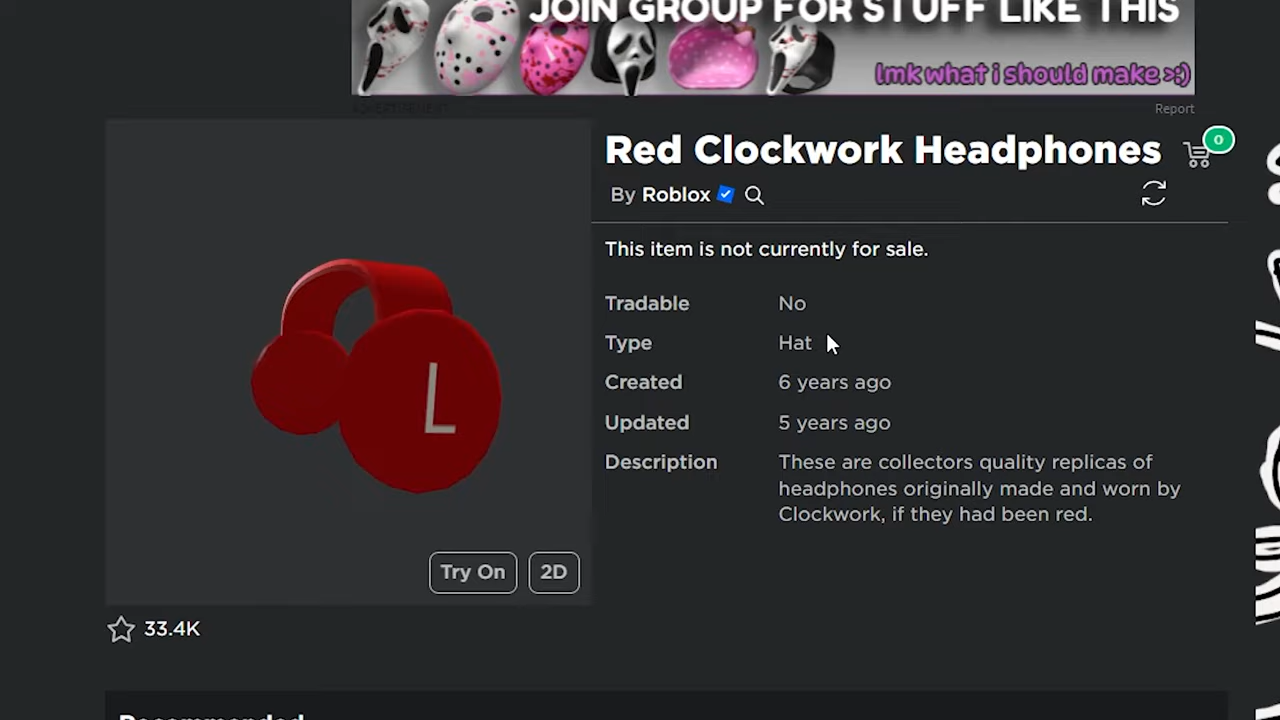 JOIN GROUP FOR STUFF LIKE THIS
lmk what i should make >:)
ADVERTISEMENT
Report
Red Clockwork Headphones
0
By Roblox
This item is not currently for sale.
Tradable No
Type Hat
Created 6 years ago
Updated 5 years ago
Description These are collectors quality replicas of
headphones originally made and worn by
Clockwork, if they had been red.
L
Try On 2D
33.4K
Recommended